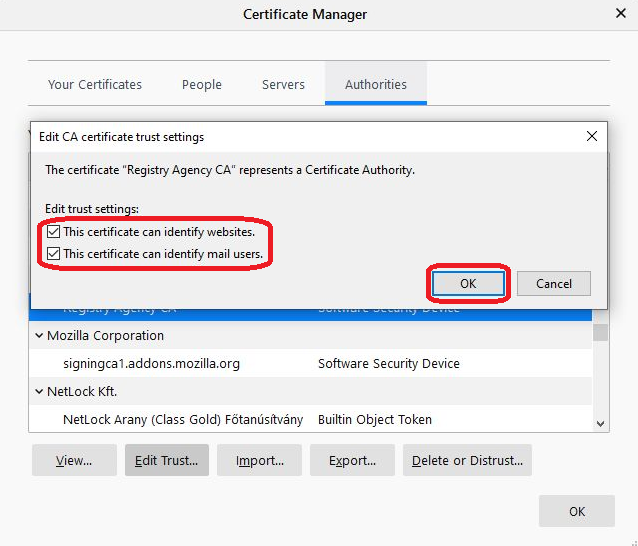 Certificate Manager
Your Certificates People Servers Authorities
Edit CA certificate trust settings
The certificate “Registry Agency CA” represents a Certificate Authority.
Edit trust settings:
This certificate can identify websites.
This certificate can identify mail users.
OK Cancel
Registry Agency CA Software Security Device
Mozilla Corporation
signingca1.addons.mozilla.org Software Security Device
NetLock Kft.
NetLock Arany (Class Gold) Főtanúsítvány Builtin Object Token
View... Edit Trust... Import... Export... Delete or Distrust...
OK